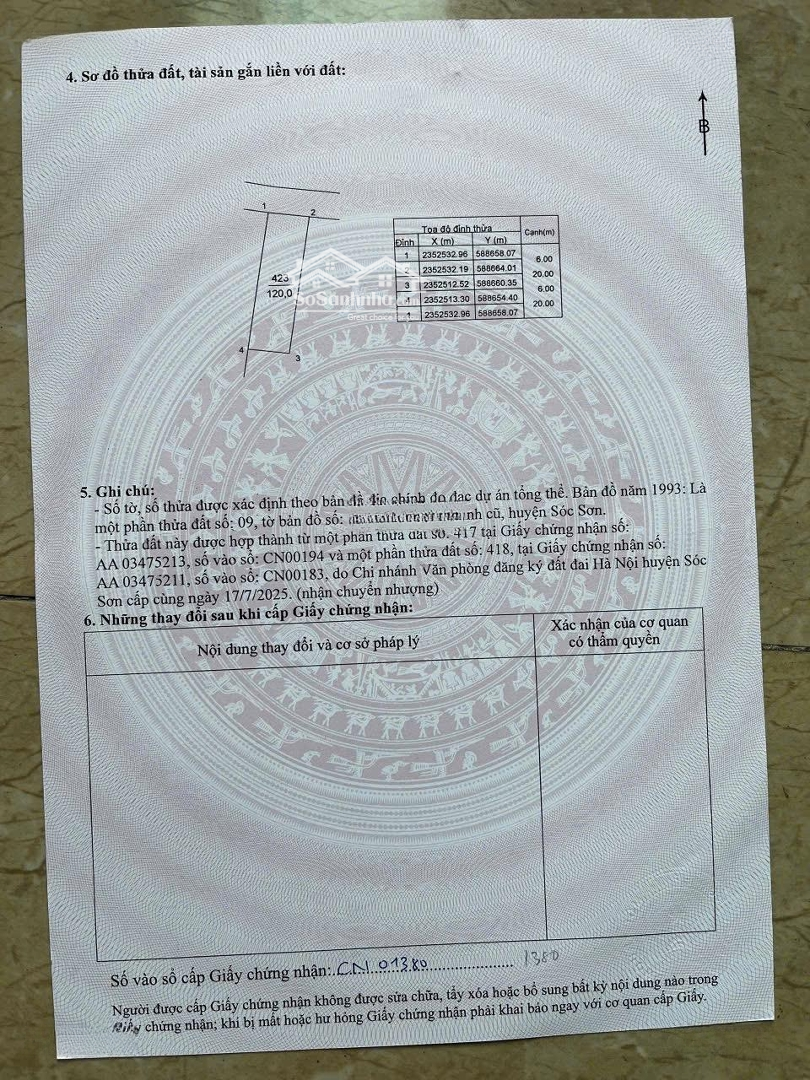 4. Sơ đồ thửa đất, tài sản gắn liền với đất:
B
1
2
423
120,0
4
3
Tọa độ đỉnh thửa Cạnh(m)
Đỉnh X (m) Y (m)
1 2352532.96 588658.07
6.00
2 2352532.19 588664.01
20.00
3 2352512.52 588660.35
6.00
4 2352513.30 588654.40
20.00
1 2352532.96 588658.07
SoSanhnha
Great choice
5. Ghi chú:
- Số tờ, số thửa được xác định theo bản đồ địa chính đo đạc dự án tổng thể. Bản đồ năm 1993: Là
một phần thửa đất số: 09, tờ bản đồ số: cũ, huyện Sóc Sơn.
- Thửa đất này được hợp thành từ một phần thửa đất số: 417 tại Giấy chứng nhận số:
AA 03475213, số vào sổ: CN00194 và một phần thửa đất số: 418, tại Giấy chứng nhận số:
AA 03475211, số vào sổ: CN00183, do Chi nhánh Văn phòng đăng ký đất đai Hà Nội huyện Sóc
Sơn cấp cùng ngày 17/7/2025. (nhận chuyển nhượng)
6. Những thay đổi sau khi cấp Giấy chứng nhận:
Nội dung thay đổi và cơ sở pháp lý
Xác nhận của cơ quan
có thẩm quyền
Số vào sổ cấp Giấy chứng nhận: CN 01380 1380
Người được cấp Giấy chứng nhận không được sửa chữa, tẩy xóa hoặc bổ sung bất kỳ nội dung nào trong
Giấy chứng nhận; khi bị mất hoặc hư hỏng Giấy chứng nhận phải khai báo ngay với cơ quan cấp Giấy.